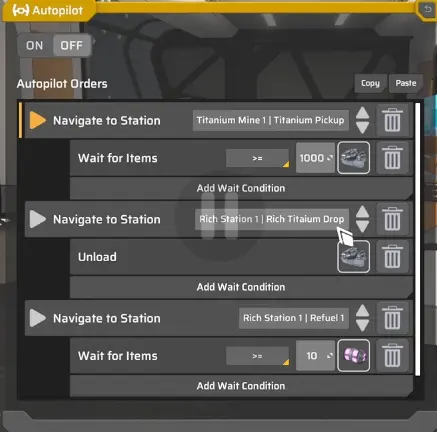 Autopilot
ON OFF
Autopilot Orders Copy Paste
Navigate to Station Titanium Mine 1 | Titanium Pickup
Wait for Items >= 1000
Add Wait Condition
Navigate to Station Rich Station 1 | Rich Titaium Drop
Unload
Add Wait Condition
Navigate to Station Rich Station 1 | Refuel 1
Wait for Items >= 10
Add Wait Condition